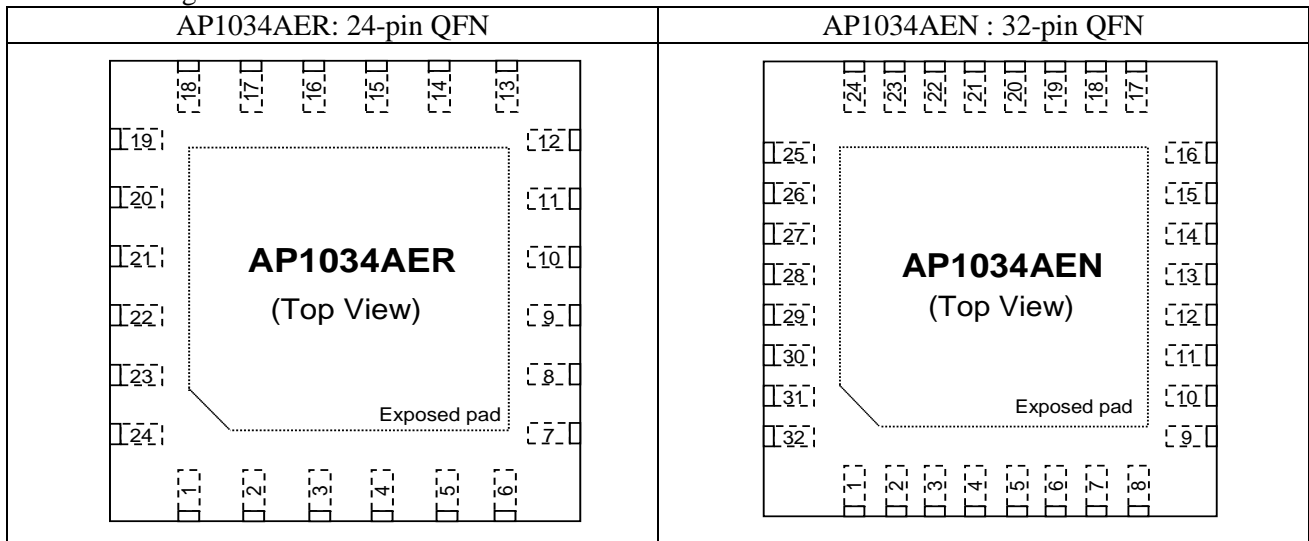 AP1034AER: 24-pin QFN
AP1034AEN : 32-pin QFN
18 17 16 15 14 13
19
20
21
22
23
24
12
11
10
9
8
7
AP1034AER
(Top View)
Exposed pad
1 2 3 4 5 6
24 23 22 21 20 19 18 17
25
26
27
28
29
30
31
32
16
15
14
13
12
11
10
9
AP1034AEN
(Top View)
Exposed pad
1 2 3 4 5 6 7 8